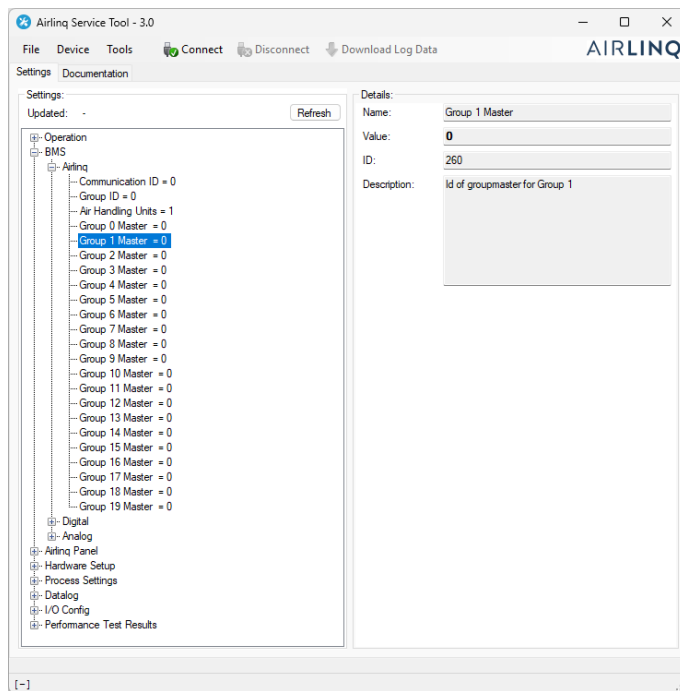 Airlinq Service Tool - 3.0
File Device Tools Connect Disconnect Download Log Data AIRLINQ
Settings Documentation
Settings:
Updated: - Refresh
Operation
BMS
Airlinq
Communication ID = 0
Group ID = 0
Air Handling Units = 1
Group 0 Master = 0
Group 1 Master = 0
Group 2 Master = 0
Group 3 Master = 0
Group 4 Master = 0
Group 5 Master = 0
Group 6 Master = 0
Group 7 Master = 0
Group 8 Master = 0
Group 9 Master = 0
Group 10 Master = 0
Group 11 Master = 0
Group 12 Master = 0
Group 13 Master = 0
Group 14 Master = 0
Group 15 Master = 0
Group 16 Master = 0
Group 17 Master = 0
Group 18 Master = 0
Group 19 Master = 0
Digital
Analog
Airlinq Panel
Hardware Setup
Process Settings
Datalog
I/O Config
Performance Test Results
Details:
Name: Group 1 Master
Value: 0
ID: 260
Description: Id of groupmaster for Group 1
[-]